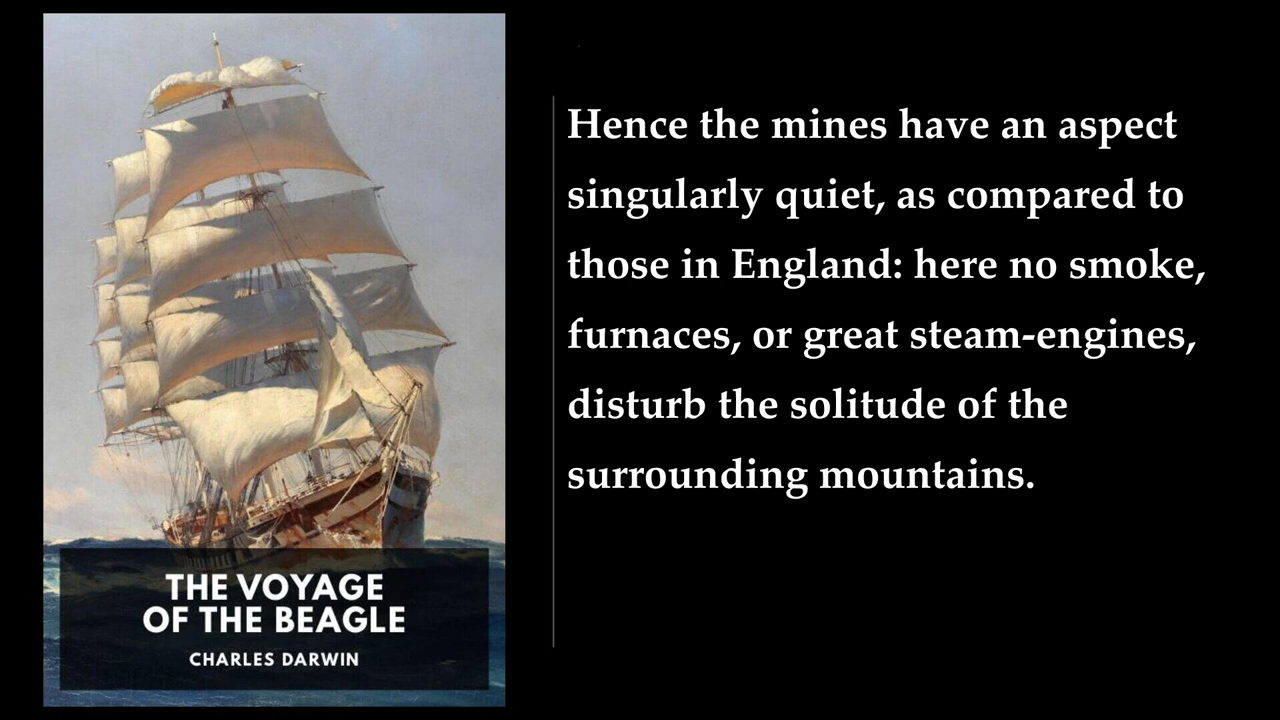 THE VOYAGE
OF THE BEAGLE
CHARLES DARWIN
Hence the mines have an aspect
singularly quiet, as compared to
those in England: here no smoke,
furnaces, or great steam-engines,
disturb the solitude of the
surrounding mountains.